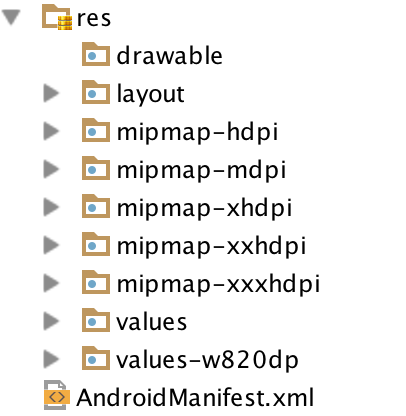 res
drawable
layout
mipmap-hdpi
mipmap-mdpi
mipmap-xhdpi
mipmap-xxhdpi
mipmap-xxxhdpi
values
values-w820dp
AndroidManifest.xml